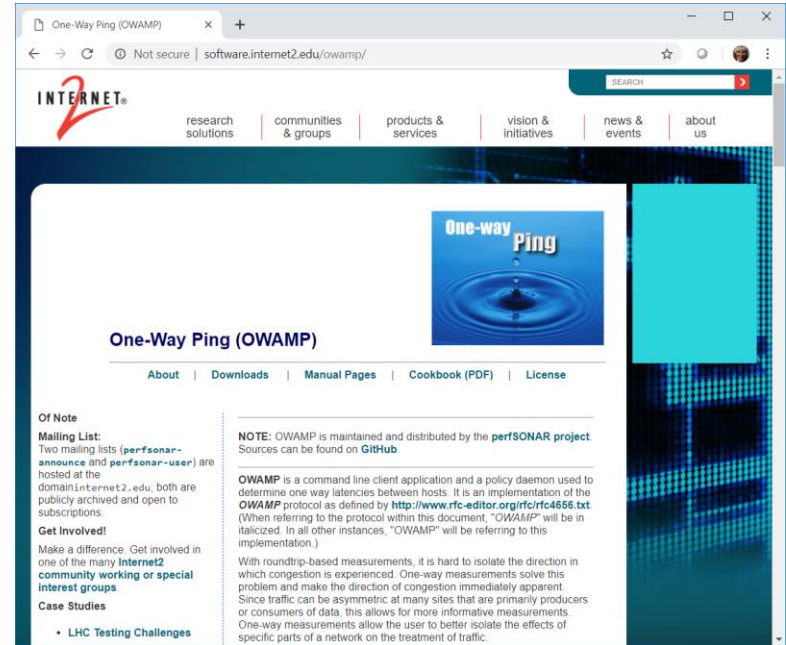 One-Way Ping (OWAMP)
Not secure | software.internet2.edu/owamp/
SEARCH
INTERNET®
2
research solutions
communities & groups
products & services
vision & initiatives
news & events
about us
One-way
Ping
One-Way Ping (OWAMP)
About | Downloads | Manual Pages | Cookbook (PDF) | License
Of Note
Mailing List:
Two mailing lists (perfsonar-
announce and perfsonar-user) are
hosted at the
domaininternet2.edu; both are
publicly archived and open to
subscriptions.
Get Involved!
Make a difference. Get involved in
one of the many Internet2
community working or special
interest groups.
Case Studies
• LHC Testing Challenges
NOTE: OWAMP is maintained and distributed by the perfSONAR project.
Sources can be found on GitHub.
OWAMP is a command line client application and a policy daemon used to
determine one way latencies between hosts. It is an implementation of the
OWAMP protocol as defined by http://www.rfc-editor.org/rfc/rfc4656.txt.
(When referring to the protocol within this document, "OWAMP" will be in
italicized. In all other instances, "OWAMP" will be referring to this
implementation.)
With roundtrip-based measurements, it is hard to isolate the direction in
which congestion is experienced. One-way measurements solve this
problem and make the direction of congestion immediately apparent.
Since traffic can be asymmetric at many sites that are primarily producers
or consumers of data, this allows for more informative measurements.
One-way measurements allow the user to better isolate the effects of
specific parts of a network on the treatment of traffic.